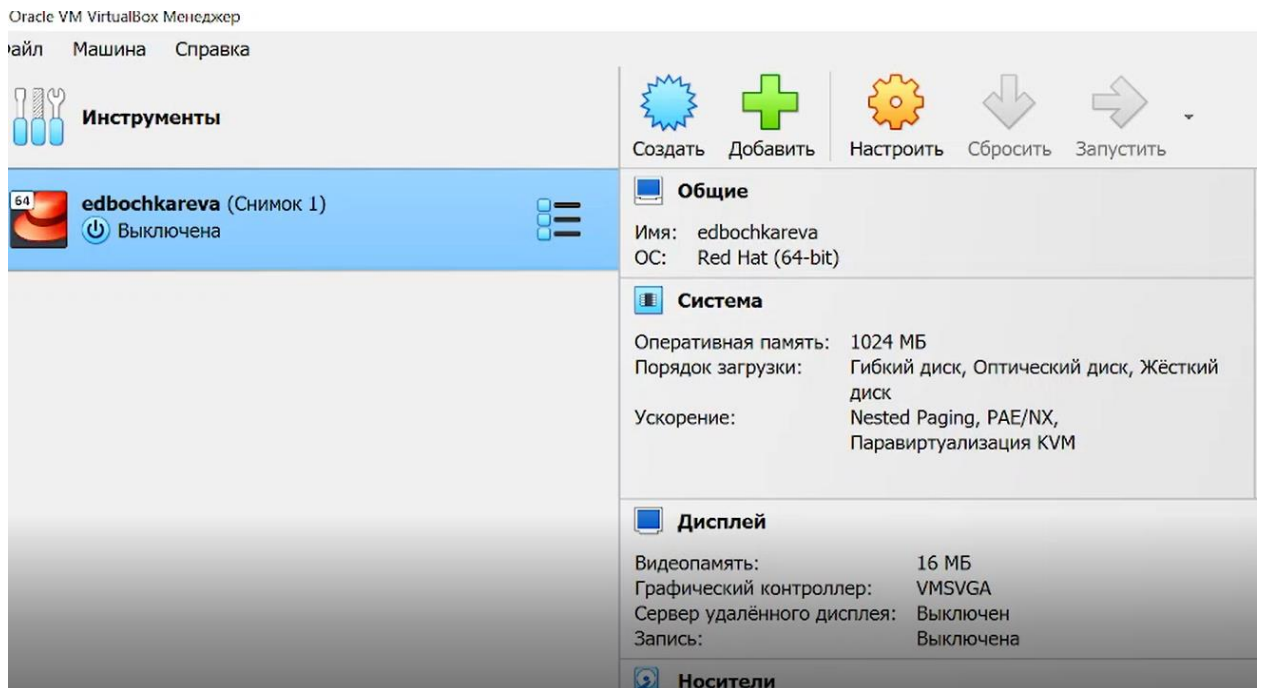 Oracle VM VirtualBox Менеджер
айл Машина Справка
Инструменты
Создать Добавить Настроить Сбросить Запустить
64
edbochkareva (Снимок 1)
Выключена
Общие
Имя: edbochkareva
ОС: Red Hat (64-bit)
Система
Оперативная память: 1024 МБ
Порядок загрузки: Гибкий диск, Оптический диск, Жёсткий
диск
Ускорение: Nested Paging, PAE/NX,
Паравиртуализация KVM
Дисплей
Видеопамять: 16 МБ
Графический контроллер: VMSVGA
Сервер удалённого дисплея: Выключен
Запись: Выключена
Носители